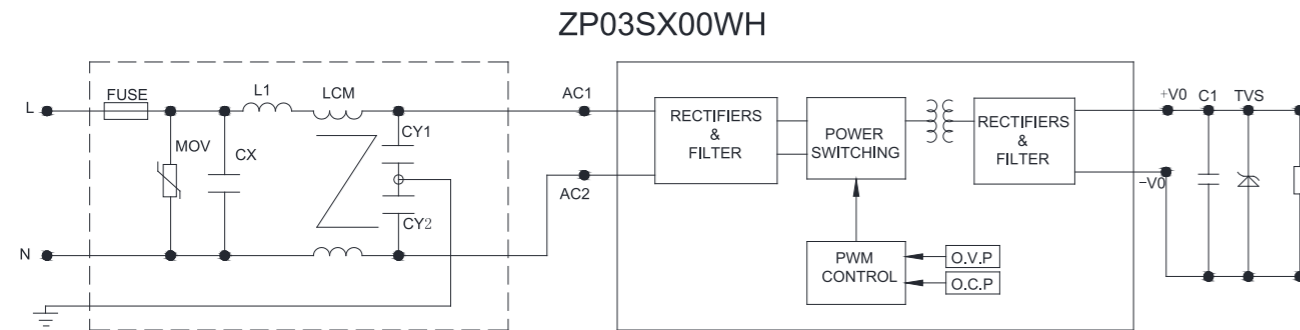 ZP03SX00WH
FUSE
L1
LCM
L
MOV
CX
CY1
CY2
N
AC1
AC2
RECTIFIERS
&
FILTER
POWER
SWITCHING
RECTIFIERS
&
FILTER
PWM
CONTROL
O.V.P
O.C.P
+V0
C1
TVS
−V0